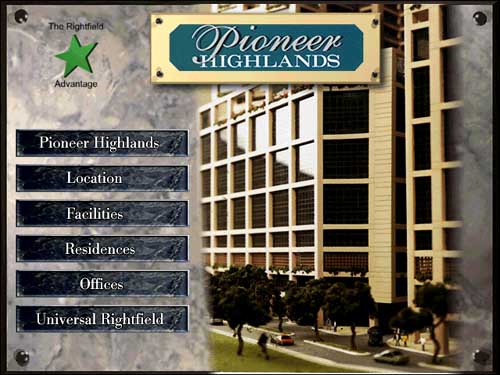 The Rightfield
Advantage
Pioneer
HIGHLANDS
Pioneer Highlands
Location
Facilities
Residences
Offices
Universal Rightfield